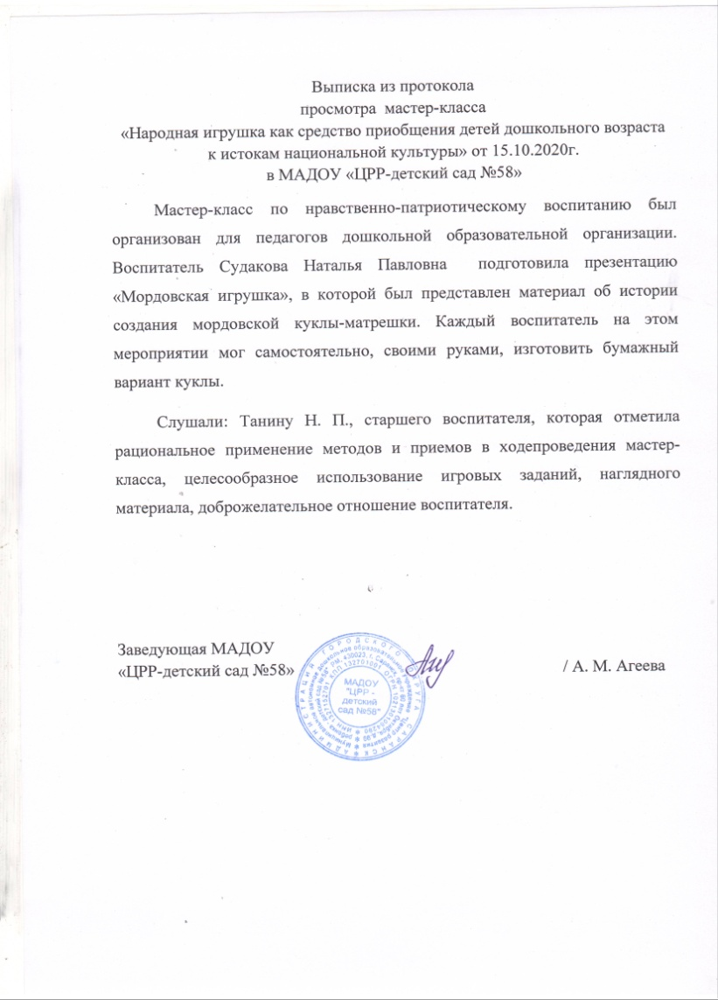 Выписка из протокола
просмотра мастер-класса
«Народная игрушка как средство приобщения детей дошкольного возраста
к истокам национальной культуры» от 15.10.2020г.
в МАДОУ «ЦРР-детский сад №58»
Мастер-класс по нравственно-патриотическому воспитанию был
организован для педагогов дошкольной образовательной организации.
Воспитатель Судакова Наталья Павловна подготовила презентацию
«Мордовская игрушка», в которой был представлен материал об истории
создания мордовской куклы-матрешки. Каждый воспитатель на этом
мероприятии мог самостоятельно, своими руками, изготовить бумажный
вариант куклы.
Слушали: Танину Н. П., старшего воспитателя, которая отметила
рациональное применение методов и приемов в ходепроведения мастер-
класса, целесообразное использование игровых заданий, наглядного
материала, доброжелательное отношение воспитателя.
Заведующая МАДОУ
«ЦРР-детский сад №58» / А. М. Агеева
АДМИНИСТРАЦИЯ ГОРОДСКОГО ОКРУГА САРАНСК
МАДОУ
"ЦРР -
детский
сад №58"